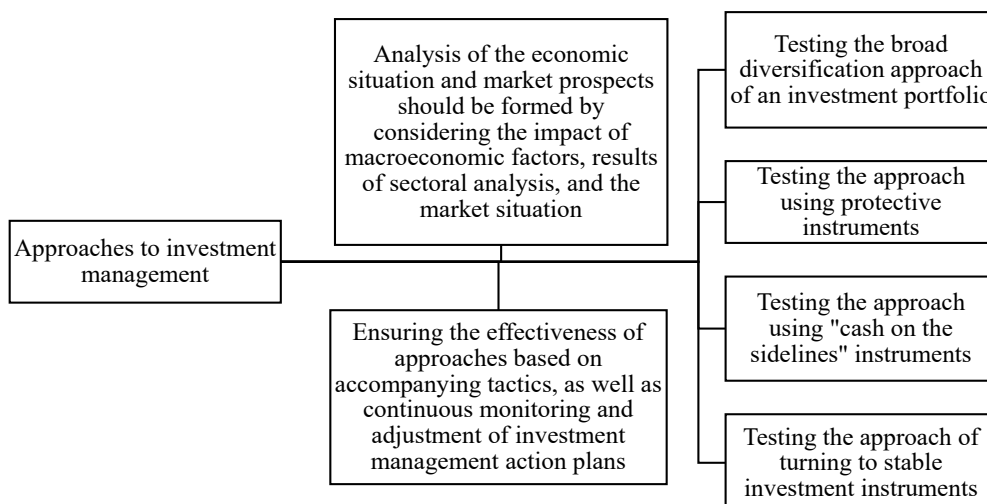 Approaches to investment
management
Analysis of the economic
situation and market prospects
should be formed by
considering the impact of
macroeconomic factors, results
of sectoral analysis, and the
market situation
Ensuring the effectiveness of
approaches based on
accompanying tactics, as well as
continuous monitoring and
adjustment of investment
management action plans
Testing the broad
diversification approach
of an investment portfolio
Testing the approach
using protective
instruments
Testing the approach
using "cash on the
sidelines" instruments
Testing the approach of
turning to stable
investment instruments